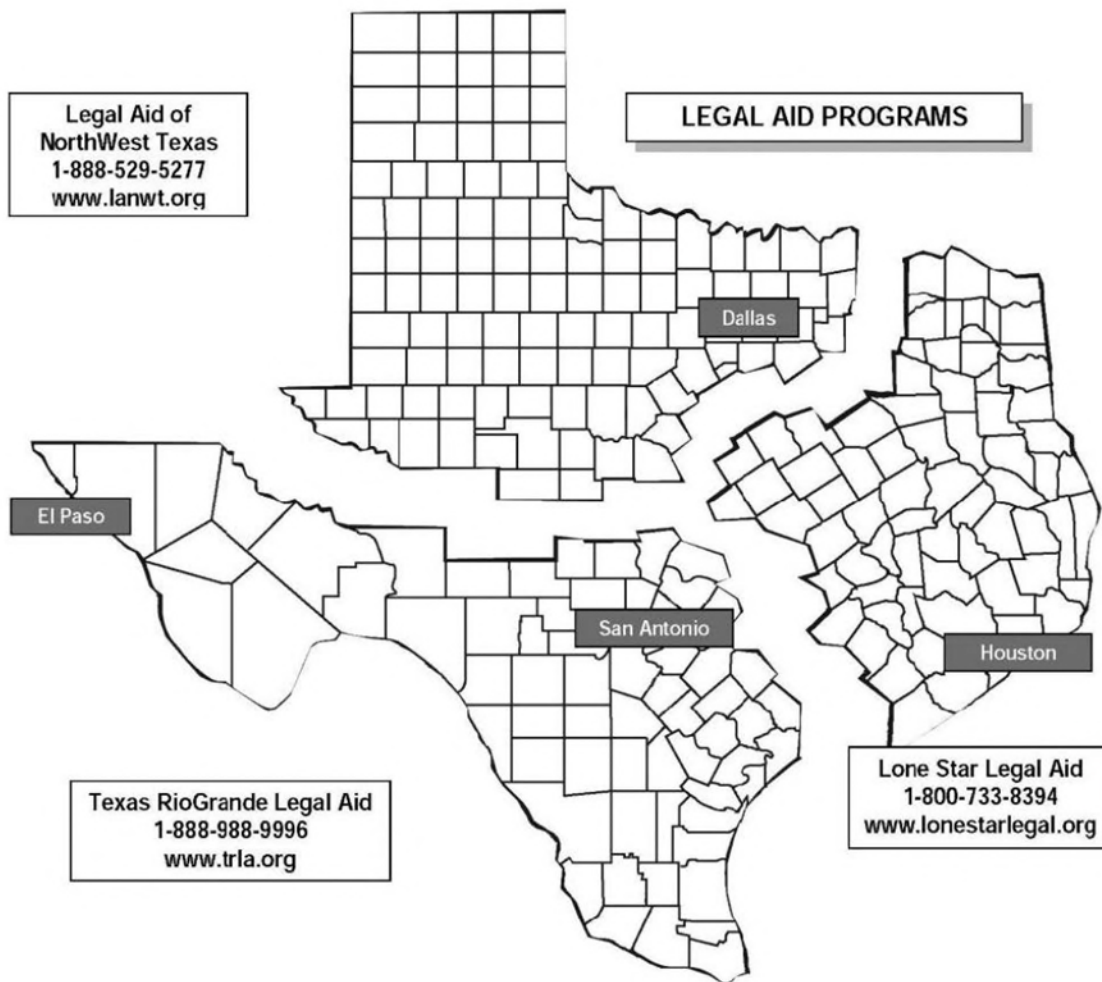 Legal Aid of
NorthWest Texas
1-888-529-5277
www.lanwt.org
LEGAL AID PROGRAMS
Dallas
El Paso
San Antonio
Houston
Texas RioGrande Legal Aid
1-888-988-9996
www.trla.org
Lone Star Legal Aid
1-800-733-8394
www.lonestarlegal.org